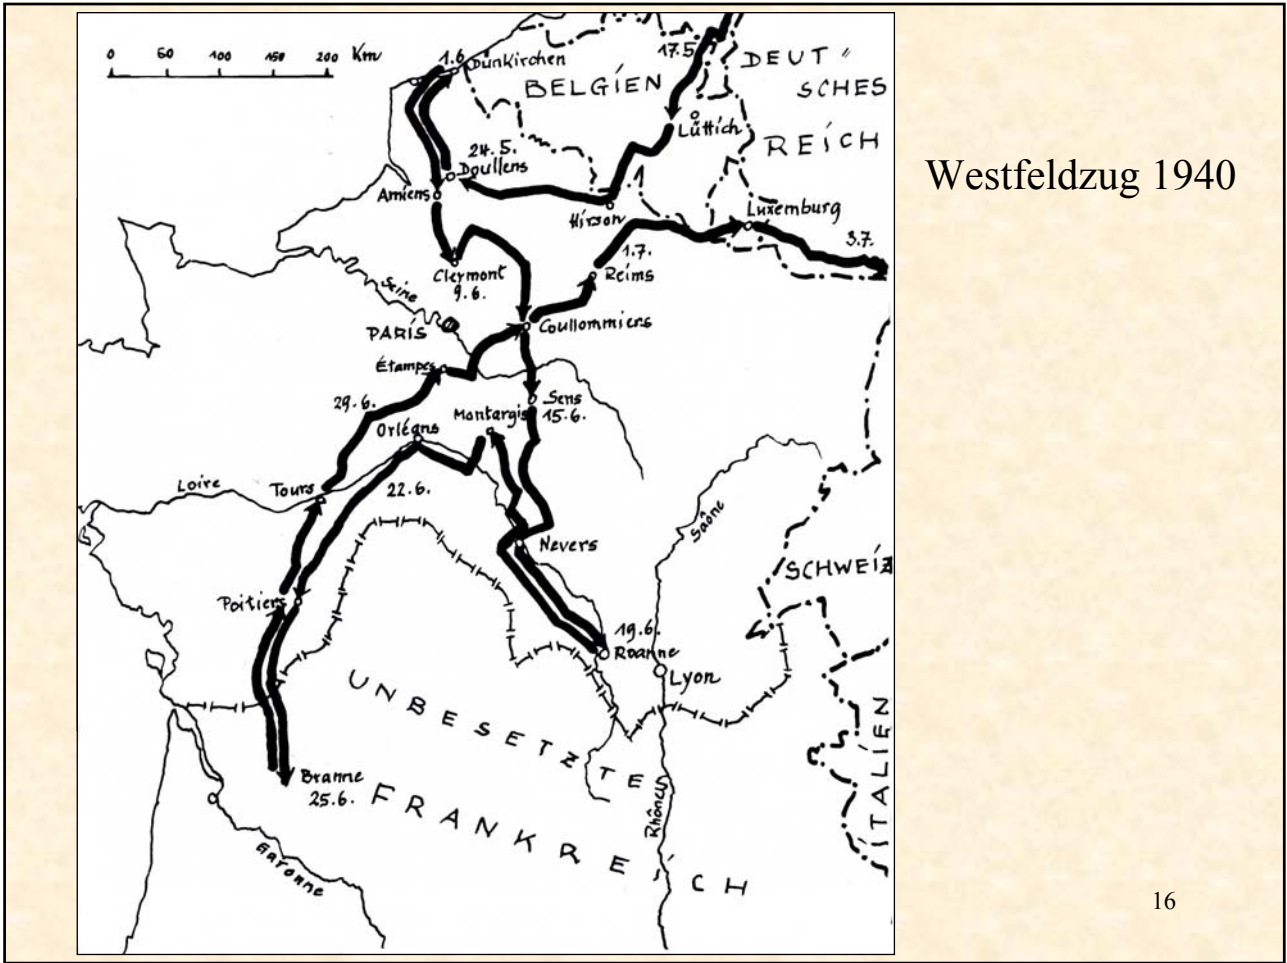 0 50 100 150 200 Km
1.6.
Dünkirchen
17.5.
DEUT〃
SCHES
REICH
BELGIEN
Lüttich
24.5.
Doullens
Amiens
Hirson
Luxemburg
3.7.
1.7.
Reims
Clermont
9.6.
Seine
PARIS
Coullommiers
Étampes
29.6.
Sens
15.6.
Montargis
Orléans
Loire
Tours
22.6.
Saône
Nevers
SCHWEIZ
Poitiers
19.6.
Roanne
Lyon
UNBESETZTE
FRANKREICH
Branne
25.6.
Rhône
ITALIEN
Garonne
Westfeldzug 1940
16